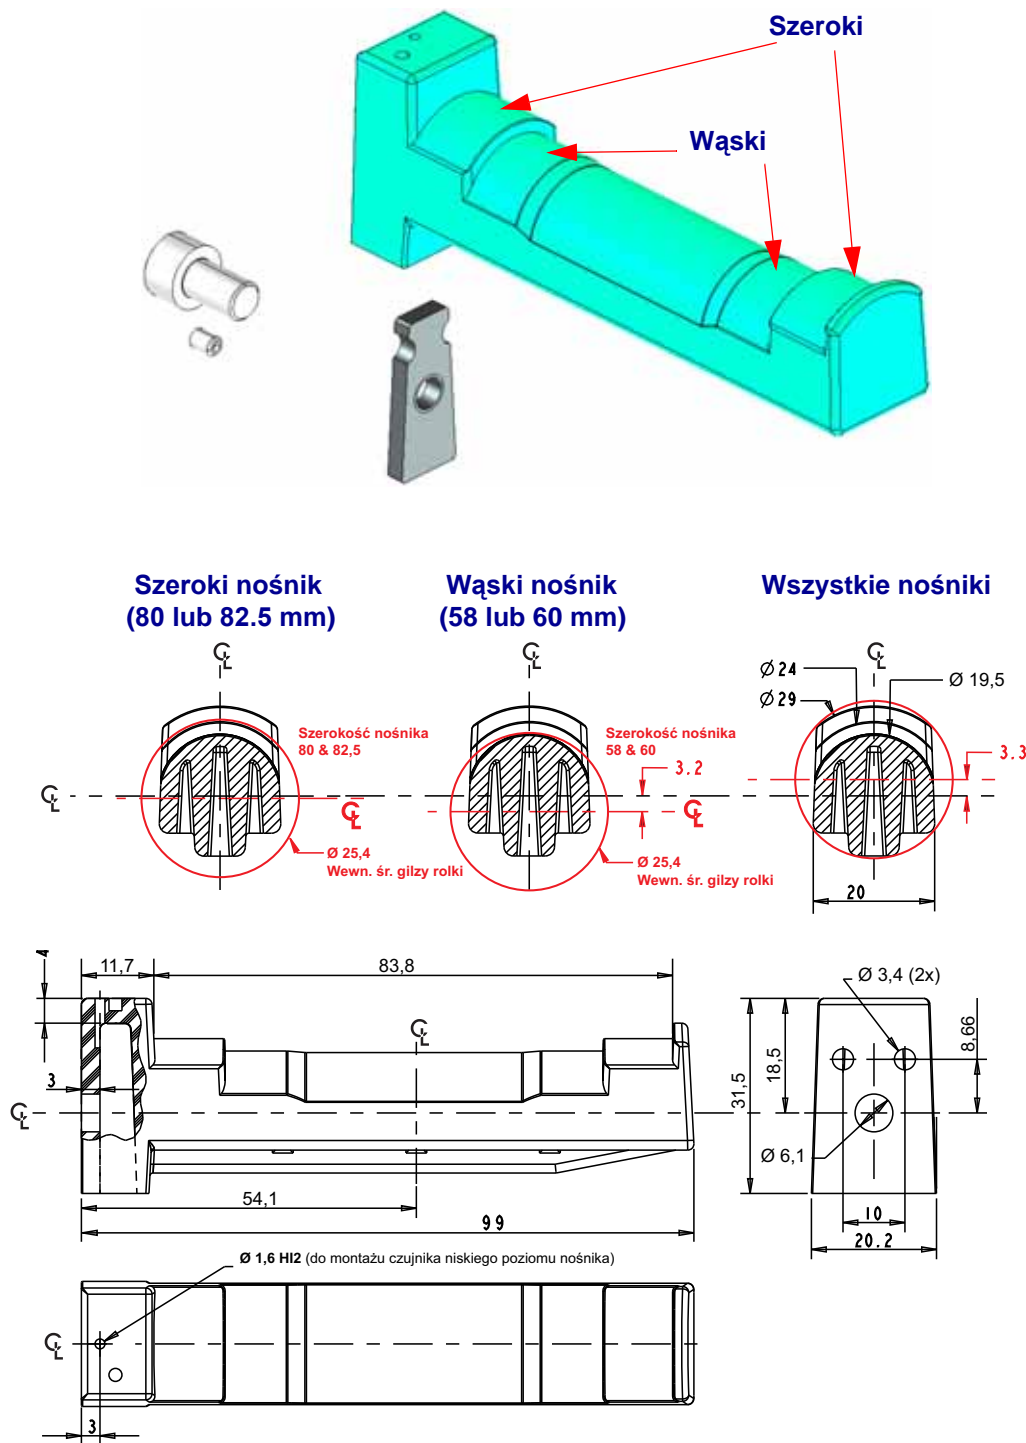 Szeroki
Wąski
Szeroki nośnik
(80 lub 82.5 mm)
Wąski nośnik
(58 lub 60 mm)
Wszystkie nośniki
Szerokość nośnika
80 & 82,5
Ø 25,4
Wewn. śr. gilzy rolki
Szerokość nośnika
58 & 60
3.2
Ø 25,4
Wewn. śr. gilzy rolki
Ø 24
Ø 29
Ø 19,5
3.3
20
4
11,7
83,8
3
54,1
99
Ø 3,4 (2x)
8,66
18,5
31,5
Ø 6,1
10
20.2
Ø 1,6 HI2 (do montażu czujnika niskiego poziomu nośnika)
3